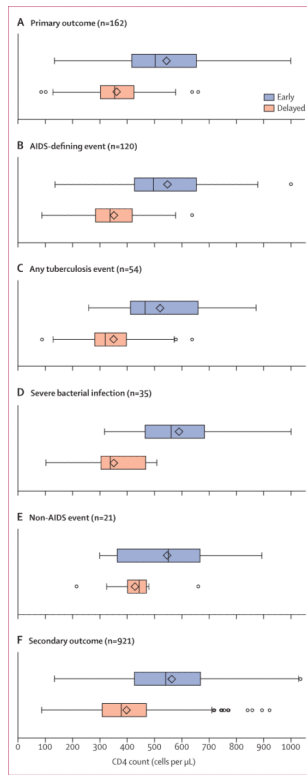 A Primary outcome (n=162)
Early
Delayed
B AIDS-defining event (n=120)
C Any tuberculosis event (n=54)
D Severe bacterial infection (n=35)
E Non-AIDS event (n=21)
F Secondary outcome (n=921)
0 100 200 300 400 500 600 700 800 900 1000
CD4 count (cells per μL)